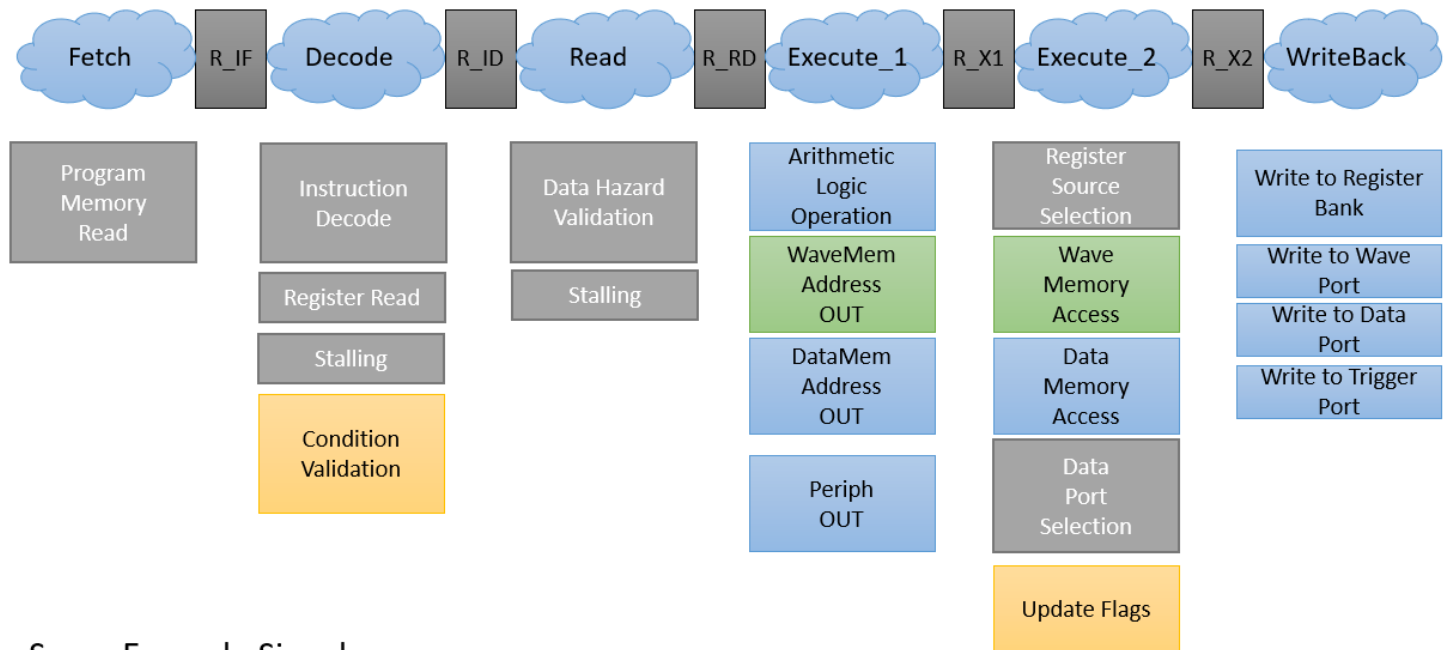 Fetch
R_IF
Decode
R_ID
Read
R_RD
Execute_1
R_X1
Execute_2
R_X2
WriteBack
Program
Memory
Read
Instruction
Decode
Register Read
Stalling
Condition
Validation
Data Hazard
Validation
Stalling
Arithmetic
Logic
Operation
WaveMem
Address
OUT
DataMem
Address
OUT
Periph
OUT
Register
Source
Selection
Wave
Memory
Access
Data
Memory
Access
Data
Port
Selection
Update Flags
Write to Register
Bank
Write to Wave
Port
Write to Data
Port
Write to Trigger
Port